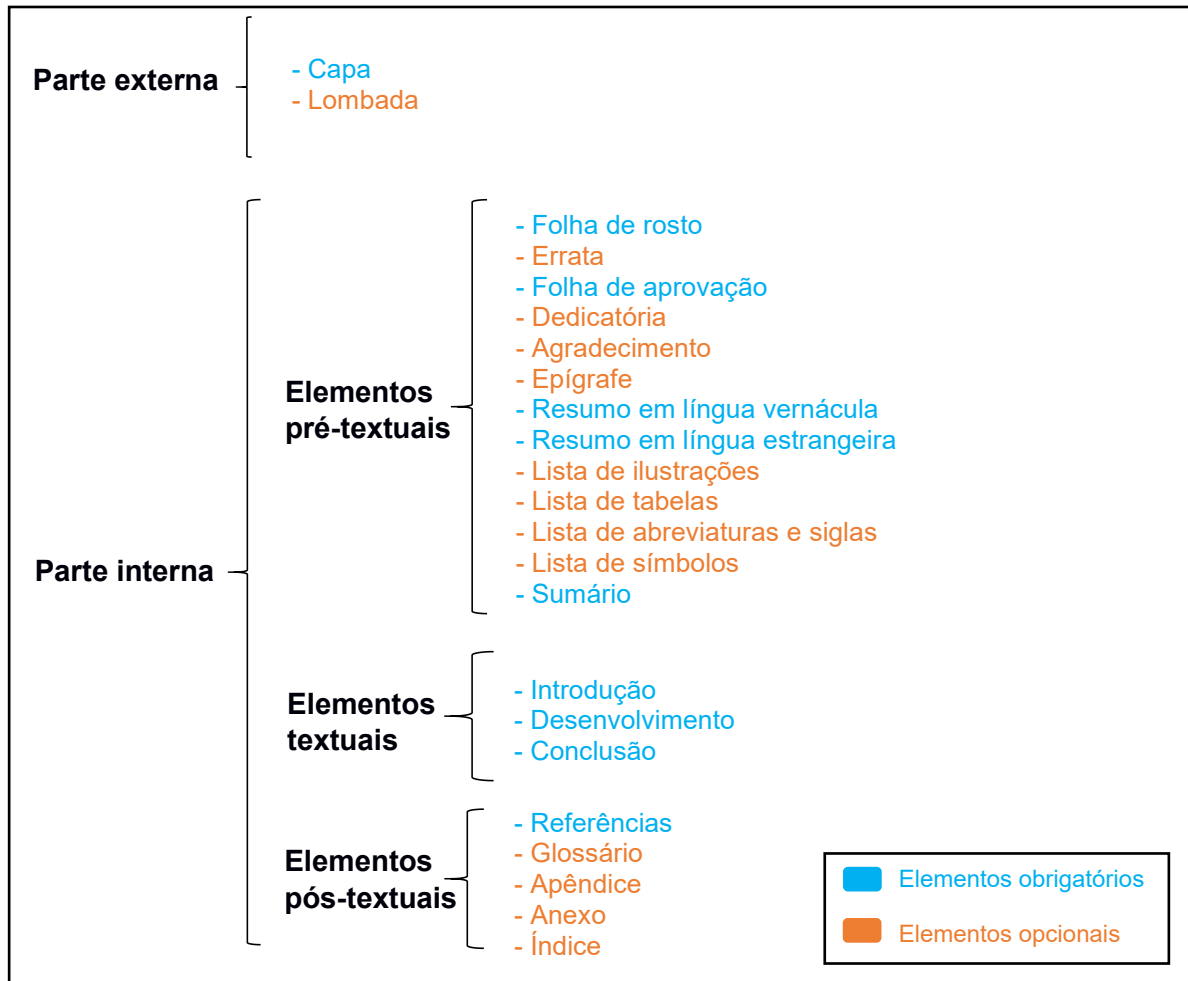 Parte externa
- Capa
- Lombada
Parte interna
Elementos
pré-textuais
- Folha de rosto
- Errata
- Folha de aprovação
- Dedicatória
- Agradecimento
- Epígrafe
- Resumo em língua vernácula
- Resumo em língua estrangeira
- Lista de ilustrações
- Lista de tabelas
- Lista de abreviaturas e siglas
- Lista de símbolos
- Sumário
Elementos
textuais
- Introdução
- Desenvolvimento
- Conclusão
Elementos
pós-textuais
- Referências
- Glossário
- Apêndice
- Anexo
- Índice
Elementos obrigatórios
Elementos opcionais